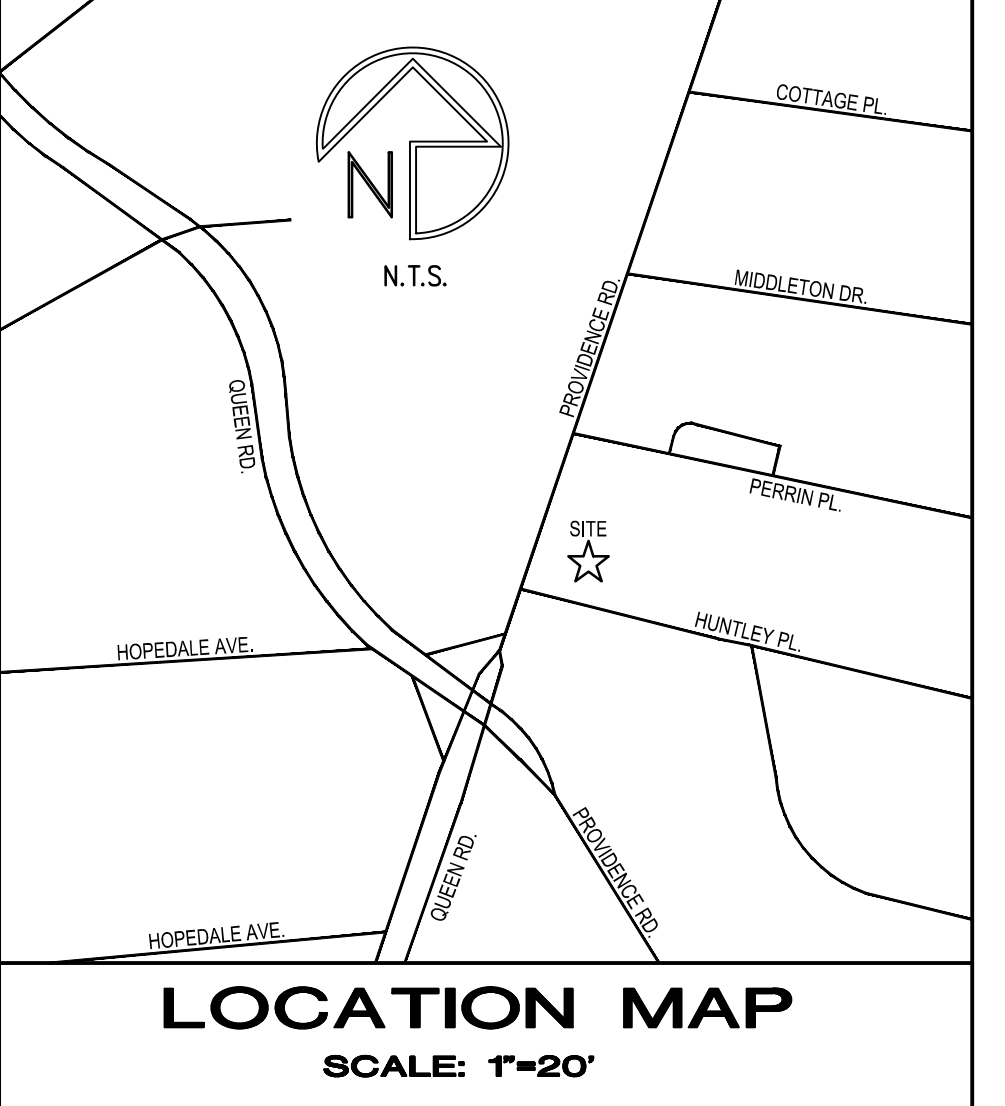 COTTAGE PL.
N
N.T.S.
MIDDLETON DR.
PROVIDENCE RD.
QUEEN RD.
PERRIN PL.
SITE
HUNTLEY PL.
HOPEDALE AVE.
QUEEN RD.
PROVIDENCE RD.
HOPEDALE AVE.
LOCATION MAP
SCALE: 1"=20'